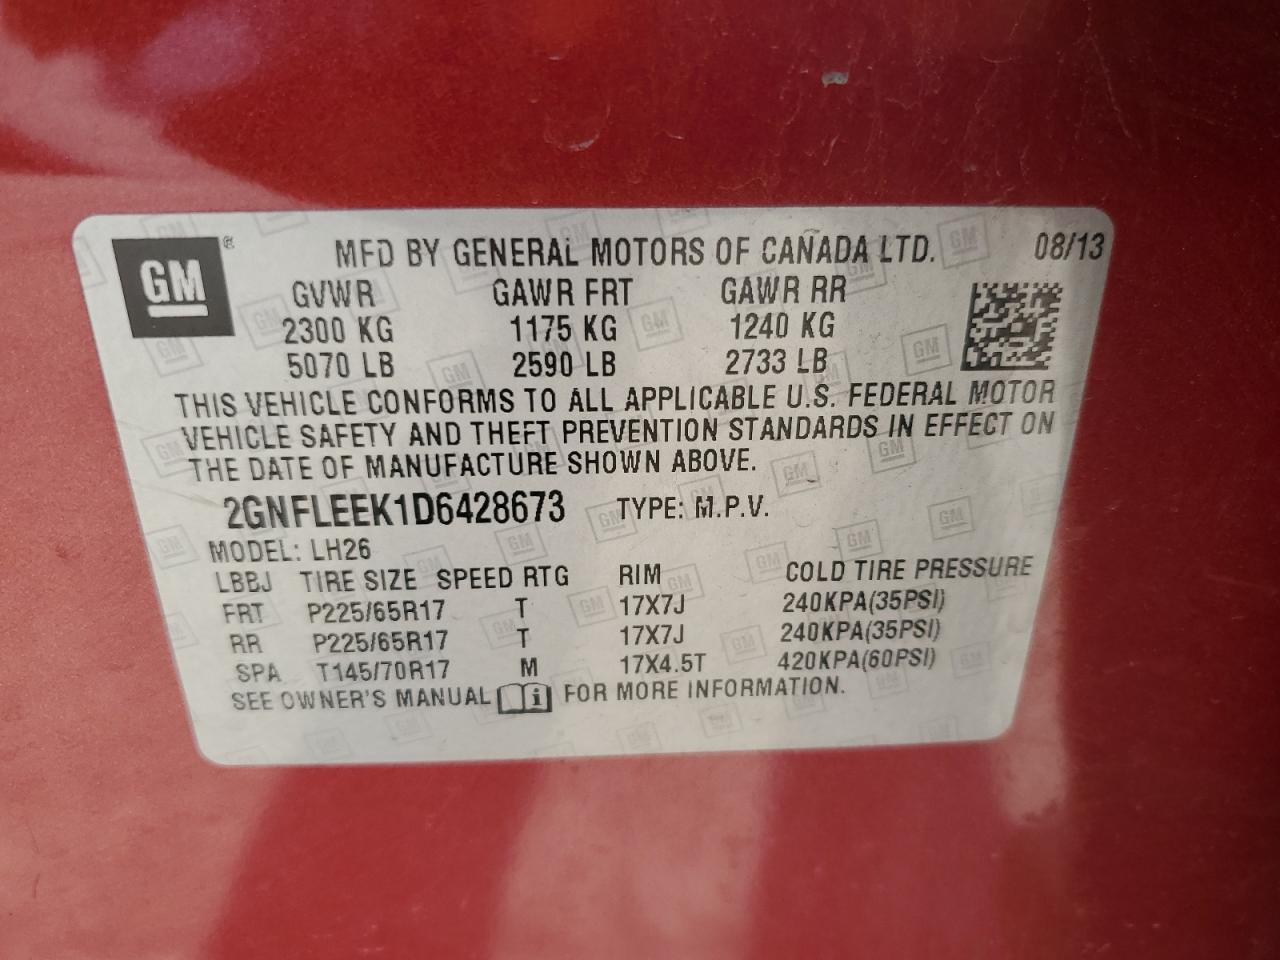 GM® MFD BY GENERAL MOTORS OF CANADA LTD. 08/13
GVWR GAWR FRT GAWR RR
2300 KG 1175 KG 1240 KG
5070 LB 2590 LB 2733 LB
THIS VEHICLE CONFORMS TO ALL APPLICABLE U.S. FEDERAL MOTOR
VEHICLE SAFETY AND THEFT PREVENTION STANDARDS IN EFFECT ON
THE DATE OF MANUFACTURE SHOWN ABOVE.
2GNFLEEK1D6428673 TYPE: M.P.V.
MODEL: LH26
LBBJ TIRE SIZE SPEED RTG RIM COLD TIRE PRESSURE
FRT P225/65R17 T 17X7J 240KPA(35PSI)
RR P225/65R17 T 17X7J 240KPA(35PSI)
SPA T145/70R17 M 17X4.5T 420KPA(60PSI)
SEE OWNER'S MANUAL i FOR MORE INFORMATION.